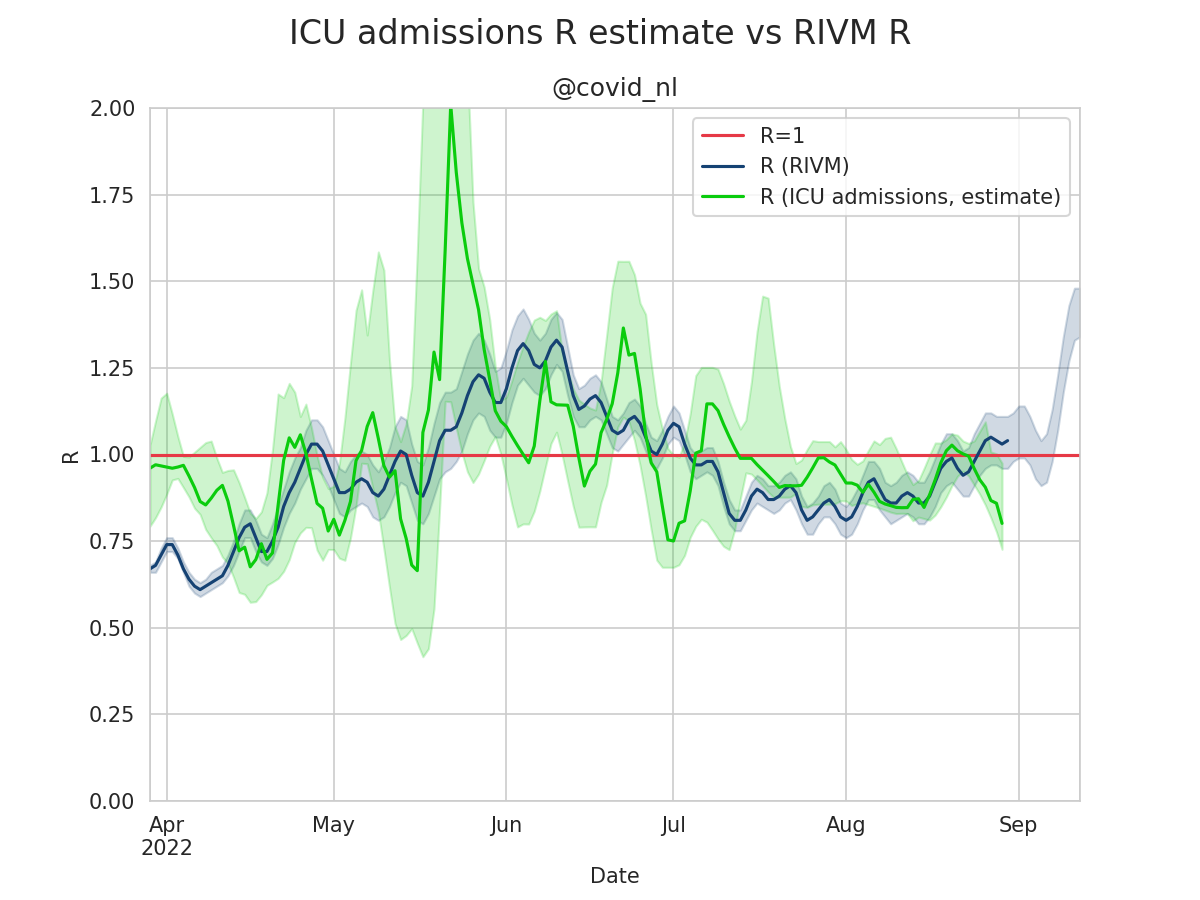 ICU admissions R estimate vs RIVM R
@covid_nl
R=1
R (RIVM)
R (ICU admissions, estimate)
2.00
1.75
1.50
1.25
1.00
0.75
0.50
0.25
0.00
R
Apr May Jun Jul Aug Sep
2022
Date